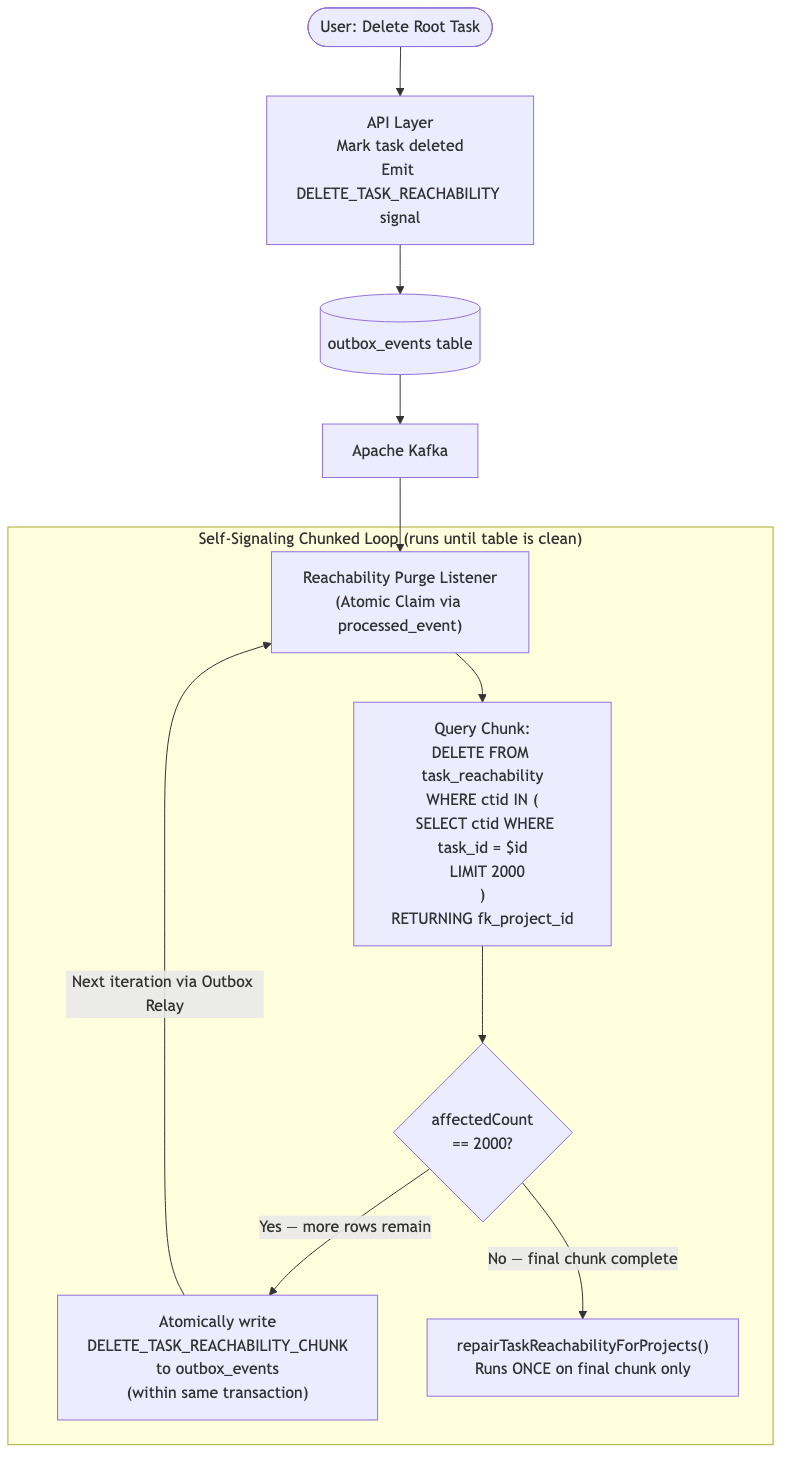 User: Delete Root Task
API Layer
Mark task deleted
Emit
DELETE_TASK_REACHABILITY
signal
outbox_events table
Apache Kafka
Self-Signaling Chunked Loop (runs until table is clean)
Reachability Purge Listener
(Atomic Claim via
processed_event)
Query Chunk:
DELETE FROM
task_reachability
WHERE ctid IN (
SELECT ctid WHERE
task_id = $id
LIMIT 2000
)
RETURNING fk_project_id
Next iteration via Outbox
Relay
affectedCount
== 2000?
Yes — more rows remain
No — final chunk complete
Atomically write
DELETE_TASK_REACHABILITY_CHUNK
to outbox_events
(within same transaction)
repairTaskReachabilityForProjects()
Runs ONCE on final chunk only